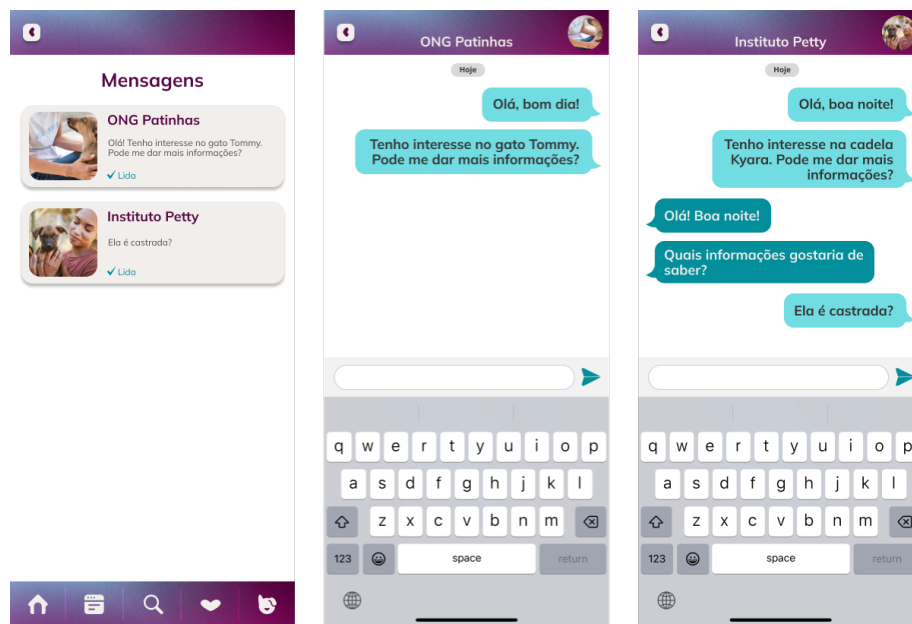 Mensagens
ONG Patinhas
Olá! Tenho interesse no gato Tommy.
Pode me dar mais informações?
Lida
Instituto Petty
Ela é castrada?
Lida
ONG Patinhas
Hoje
Olá, bom dia!
Tenho interesse no gato Tommy.
Pode me dar mais informações?
q w e r t y u i o p
a s d f g h j k l
z x c v b n m
123 space return
Instituto Petty
Hoje
Olá, boa noite!
Tenho interesse na cadela
Kyara. Pode me dar mais
informações?
Olá! Boa noite!
Quais informações gostaria de
saber?
Ela é castrada?
q w e r t y u i o p
a s d f g h j k l
z x c v b n m
123 space return